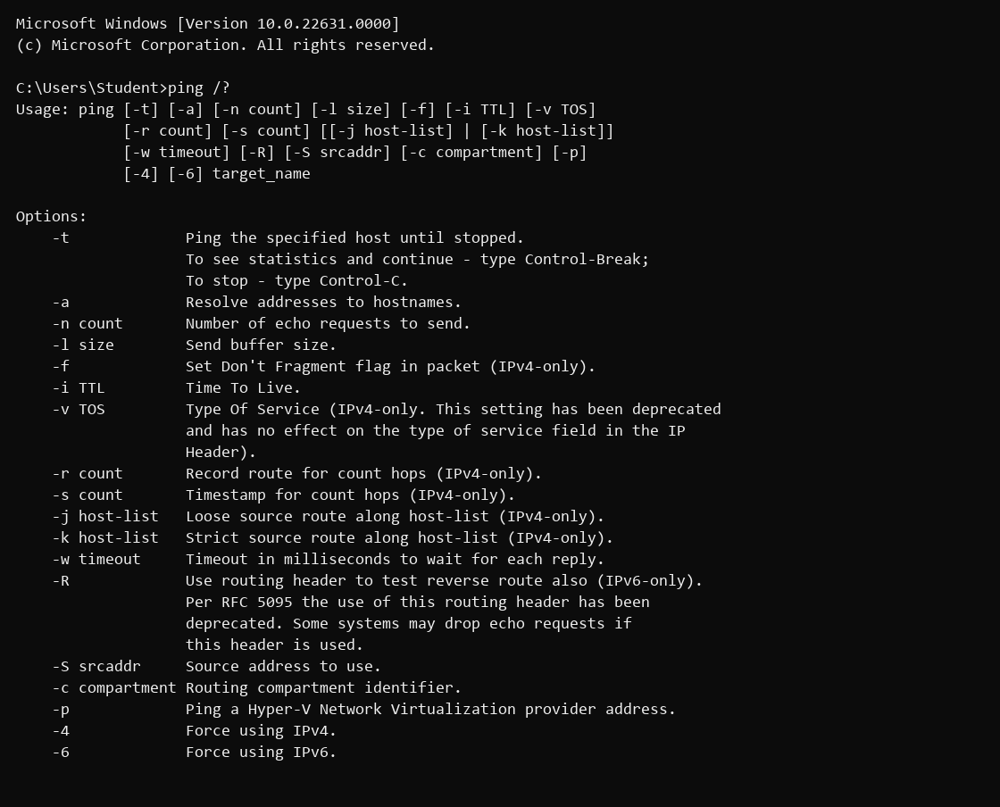 Microsoft Windows [Version 10.0.22631.0000]
(c) Microsoft Corporation. All rights reserved.

C:\Users\Student>ping /?
Usage: ping [-t] [-a] [-n count] [-l size] [-f] [-i TTL] [-v TOS]
            [-r count] [-s count] [[-j host-list] | [-k host-list]]
            [-w timeout] [-R] [-S srcaddr] [-c compartment] [-p]
            [-4] [-6] target_name

Options:
    -t             Ping the specified host until stopped.
                   To see statistics and continue - type Control-Break;
                   To stop - type Control-C.
    -a             Resolve addresses to hostnames.
    -n count       Number of echo requests to send.
    -l size        Send buffer size.
    -f             Set Don't Fragment flag in packet (IPv4-only).
    -i TTL         Time To Live.
    -v TOS         Type Of Service (IPv4-only. This setting has been deprecated
                   and has no effect on the type of service field in the IP
                   Header).
    -r count       Record route for count hops (IPv4-only).
    -s count       Timestamp for count hops (IPv4-only).
    -j host-list   Loose source route along host-list (IPv4-only).
    -k host-list   Strict source route along host-list (IPv4-only).
    -w timeout     Timeout in milliseconds to wait for each reply.
    -R             Use routing header to test reverse route also (IPv6-only).
                   Per RFC 5095 the use of this routing header has been
                   deprecated. Some systems may drop echo requests if
                   this header is used.
    -S srcaddr     Source address to use.
    -c compartment Routing compartment identifier.
    -p             Ping a Hyper-V Network Virtualization provider address.
    -4             Force using IPv4.
    -6             Force using IPv6.